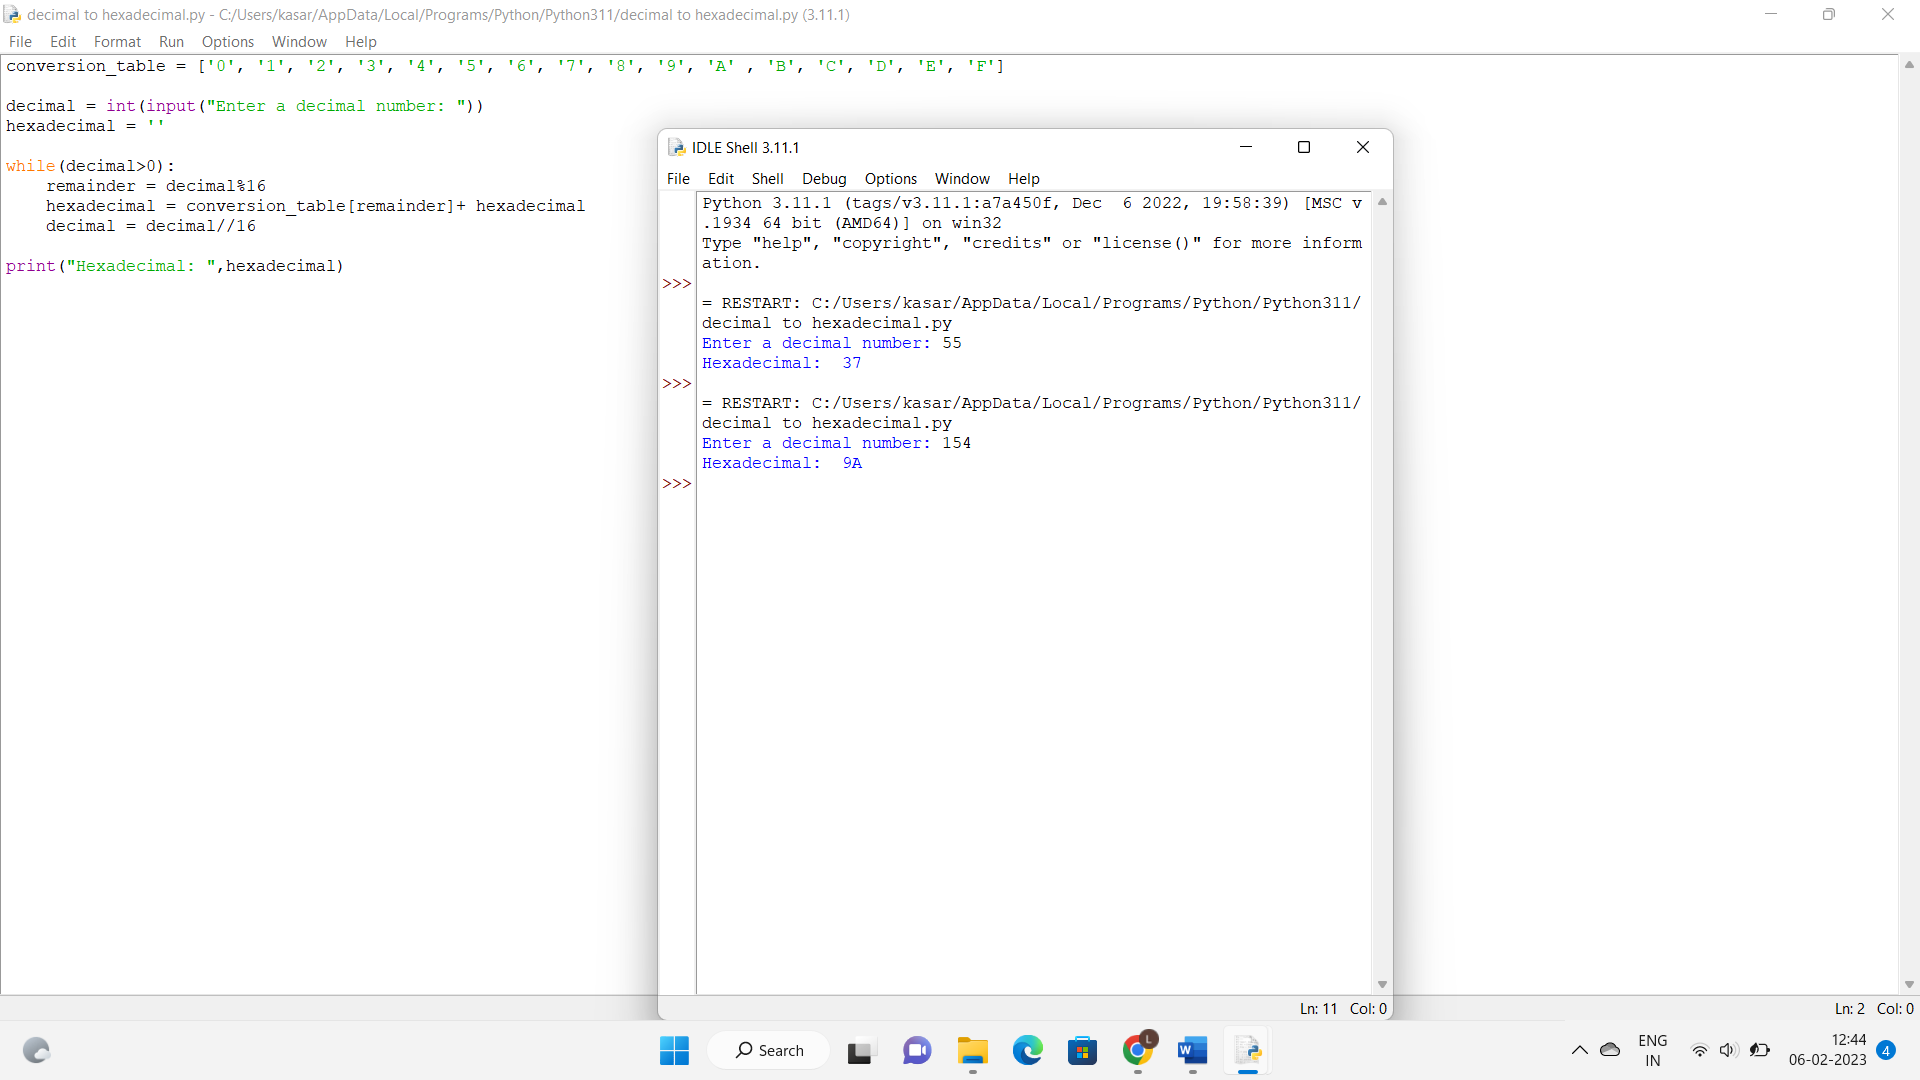 decimal to hexadecimal.py - C:/Users/kasar/AppData/Local/Programs/Python/Python311/decimal to hexadecimal.py (3.11.1)
File Edit Format Run Options Window Help
conversion_table = ['0', '1', '2', '3', '4', '5', '6', '7', '8', '9', 'A' , 'B', 'C', 'D', 'E', 'F']
decimal = int(input("Enter a decimal number: "))
hexadecimal = ''
while(decimal>0):
    remainder = decimal%16
    hexadecimal = conversion_table[remainder]+ hexadecimal
    decimal = decimal//16
print("Hexadecimal: ",hexadecimal)
IDLE Shell 3.11.1
File Edit Shell Debug Options Window Help
Python 3.11.1 (tags/v3.11.1:a7a450f, Dec  6 2022, 19:58:39) [MSC v
.1934 64 bit (AMD64)] on win32
Type "help", "copyright", "credits" or "license()" for more inform
ation.
>>>
= RESTART: C:/Users/kasar/AppData/Local/Programs/Python/Python311/
decimal to hexadecimal.py
Enter a decimal number: 55
Hexadecimal:  37
>>>
= RESTART: C:/Users/kasar/AppData/Local/Programs/Python/Python311/
decimal to hexadecimal.py
Enter a decimal number: 154
Hexadecimal:  9A
>>>
Ln: 11 Col: 0
Ln: 2 Col: 0
Search
L
W
ENG
IN
12:44
06-02-2023
4